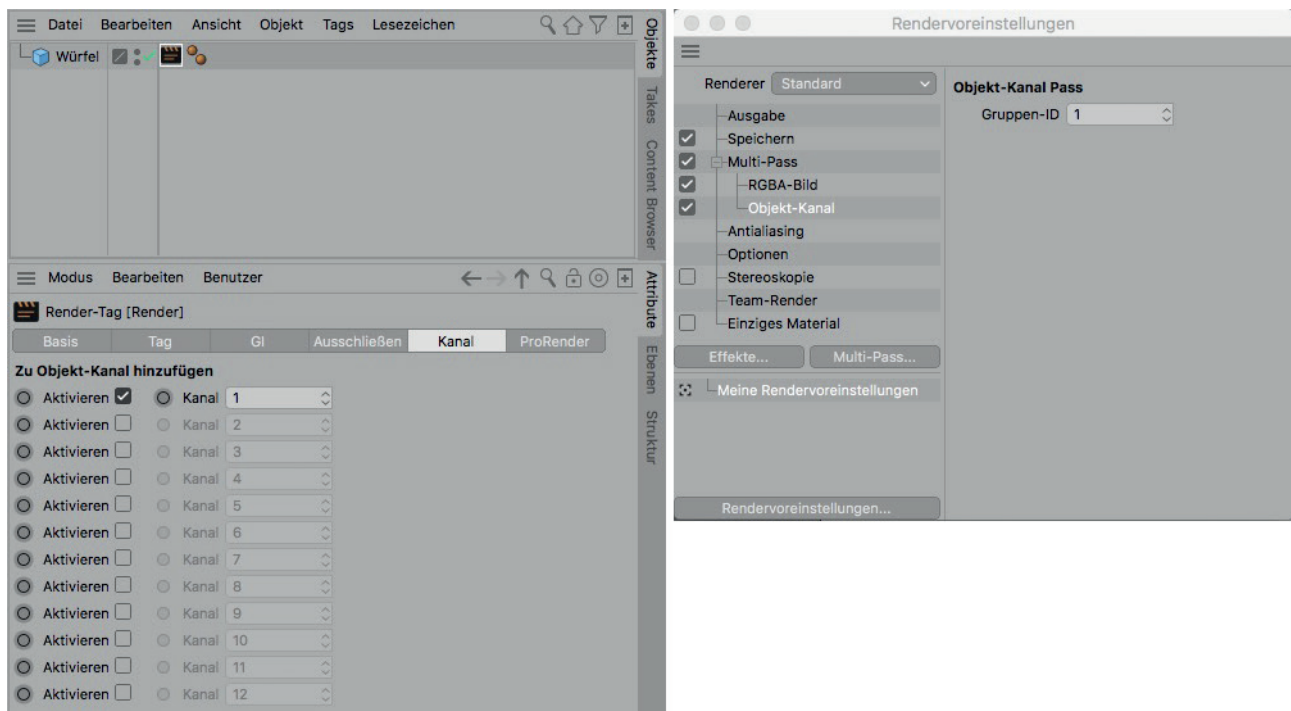 Datei Bearbeiten Ansicht Objekt Tags Lesezeichen
Würfel
Objekte
Takes
Content Browser
Modus Bearbeiten Benutzer
Render-Tag [Render]
Basis Tag GI Ausschließen Kanal ProRender
Zu Objekt-Kanal hinzufügen
Aktivieren Kanal 1
Aktivieren Kanal 2
Aktivieren Kanal 3
Aktivieren Kanal 4
Aktivieren Kanal 5
Aktivieren Kanal 6
Aktivieren Kanal 7
Aktivieren Kanal 8
Aktivieren Kanal 9
Aktivieren Kanal 10
Aktivieren Kanal 11
Aktivieren Kanal 12
Attribute
Ebenen
Struktur
Rendervoreinstellungen
Renderer Standard
Ausgabe
Speichern
Multi-Pass
RGBA-Bild
Objekt-Kanal
Antialiasing
Optionen
Stereoskopie
Team-Render
Einziges Material
Effekte... Multi-Pass...
Meine Rendervoreinstellungen
Rendervoreinstellungen...
Objekt-Kanal Pass
Gruppen-ID 1